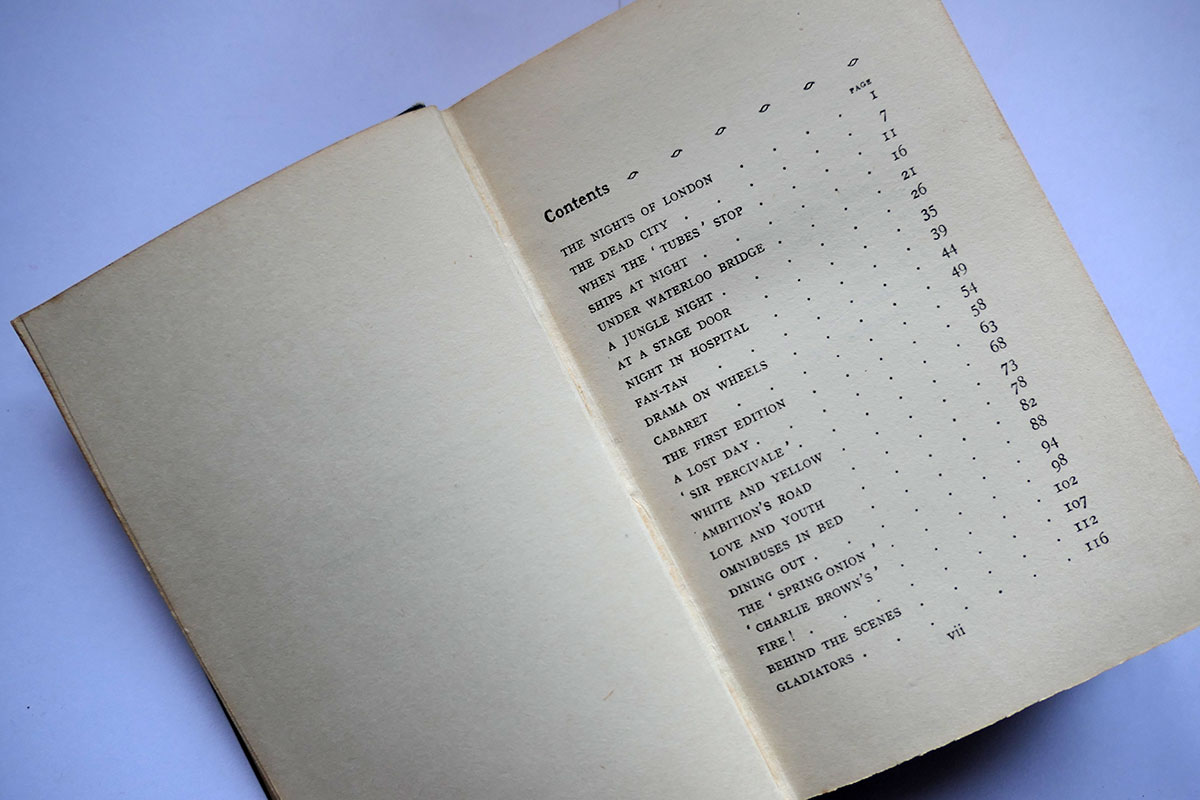 Contents
PAGE
THE NIGHTS OF LONDON . . . . 1
THE DEAD CITY . . . . . 7
WHEN THE ‘TUBES’ STOP . . . . 11
SHIPS AT NIGHT . . . . . 16
UNDER WATERLOO BRIDGE . . . . 21
A JUNGLE NIGHT . . . . . 26
AT A STAGE DOOR . . . . . 35
NIGHT IN HOSPITAL . . . . . 39
FAN-TAN . . . . . . 44
DRAMA ON WHEELS . . . . . 49
CABARET . . . . . . 54
THE FIRST EDITION . . . . . 58
A LOST DAY . . . . . . 63
‘SIR PERCIVALE’ . . . . . 68
WHITE AND YELLOW . . . . . 73
AMBITION'S ROAD . . . . . 78
LOVE AND YOUTH . . . . . 82
OMNIBUSES IN BED . . . . . 88
DINING OUT . . . . . . 94
THE ‘SPRING ONION’ . . . . . 98
‘CHARLIE BROWN'S’ . . . . . 102
FIRE! . . . . . . 107
BEHIND THE SCENES . . . . . 112
GLADIATORS . . . . . . 116
vii